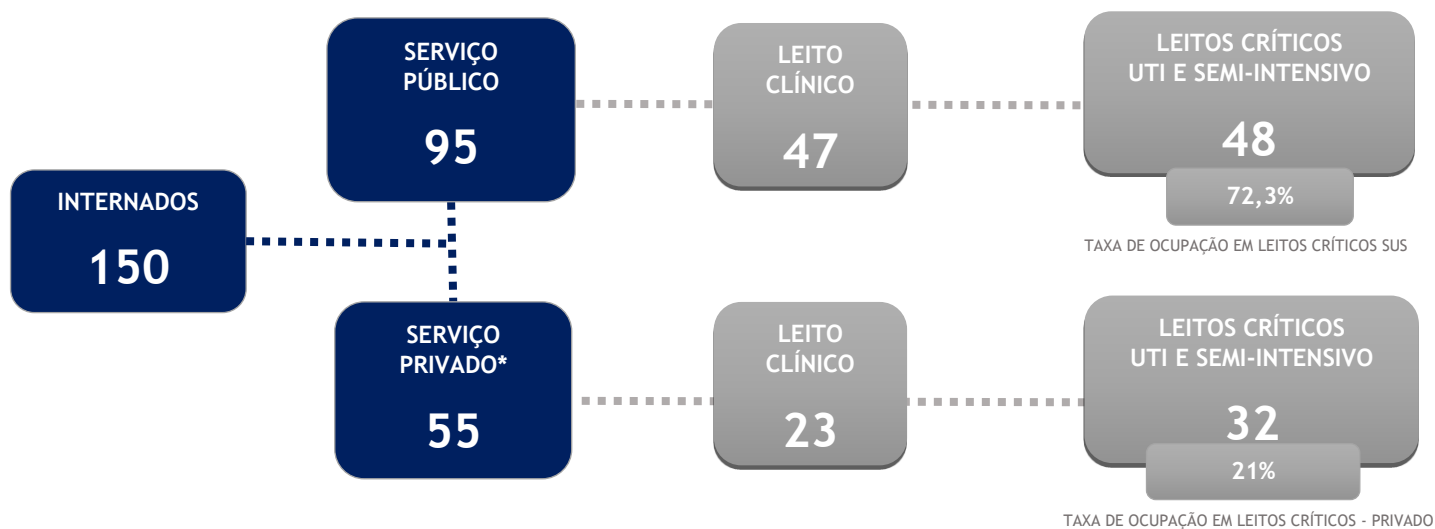 INTERNADOS
150
SERVIÇO
PÚBLICO
95
LEITO
CLÍNICO
47
LEITOS CRÍTICOS
UTI E SEMI-INTENSIVO
48
72,3%
TAXA DE OCUPAÇÃO EM LEITOS CRÍTICOS SUS
SERVIÇO
PRIVADO*
55
LEITO
CLÍNICO
23
LEITOS CRÍTICOS
UTI E SEMI-INTENSIVO
32
21%
TAXA DE OCUPAÇÃO EM LEITOS CRÍTICOS - PRIVADO